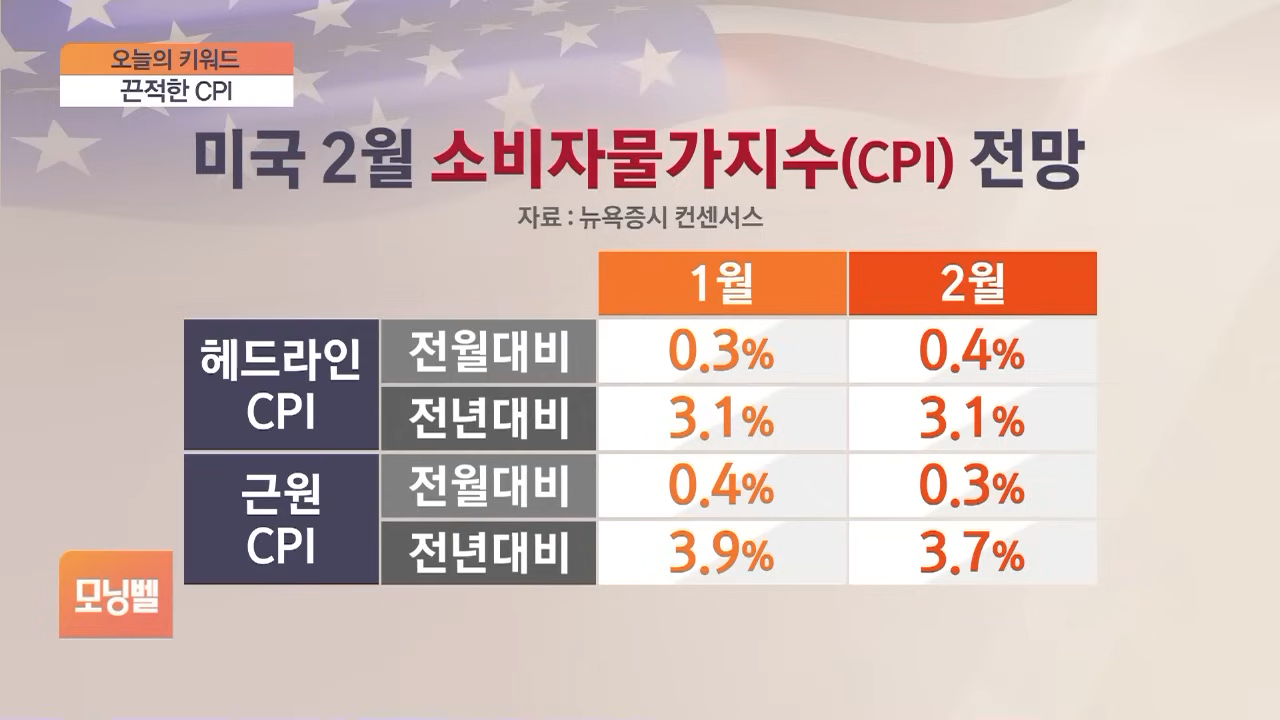 오늘의 키워드
끈적한 CPI
미국 2월 소비자물가지수(CPI) 전망
자료 : 뉴욕증시 컨센서스
1월 2월
헤드라인 CPI
전월대비 0.3% 0.4%
전년대비 3.1% 3.1%
근원 CPI
전월대비 0.4% 0.3%
전년대비 3.9% 3.7%
모닝벨